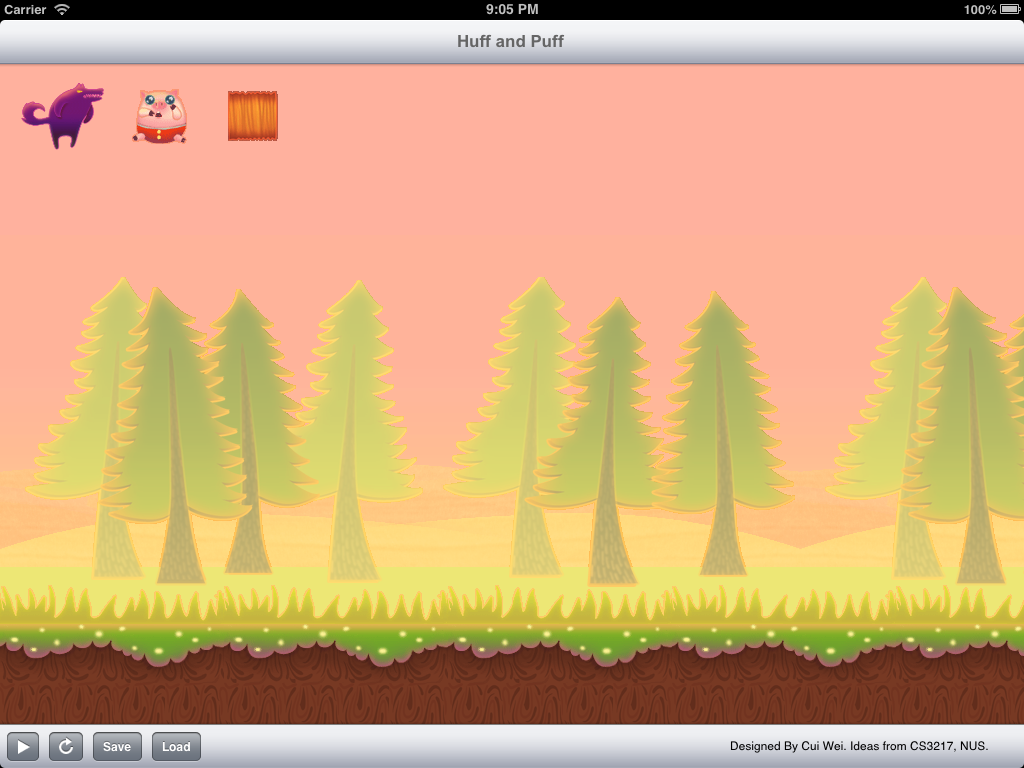 Carrier 9:05 PM 100%
Huff and Puff
Save Load Designed By Cui Wei. Ideas from CS3217, NUS.